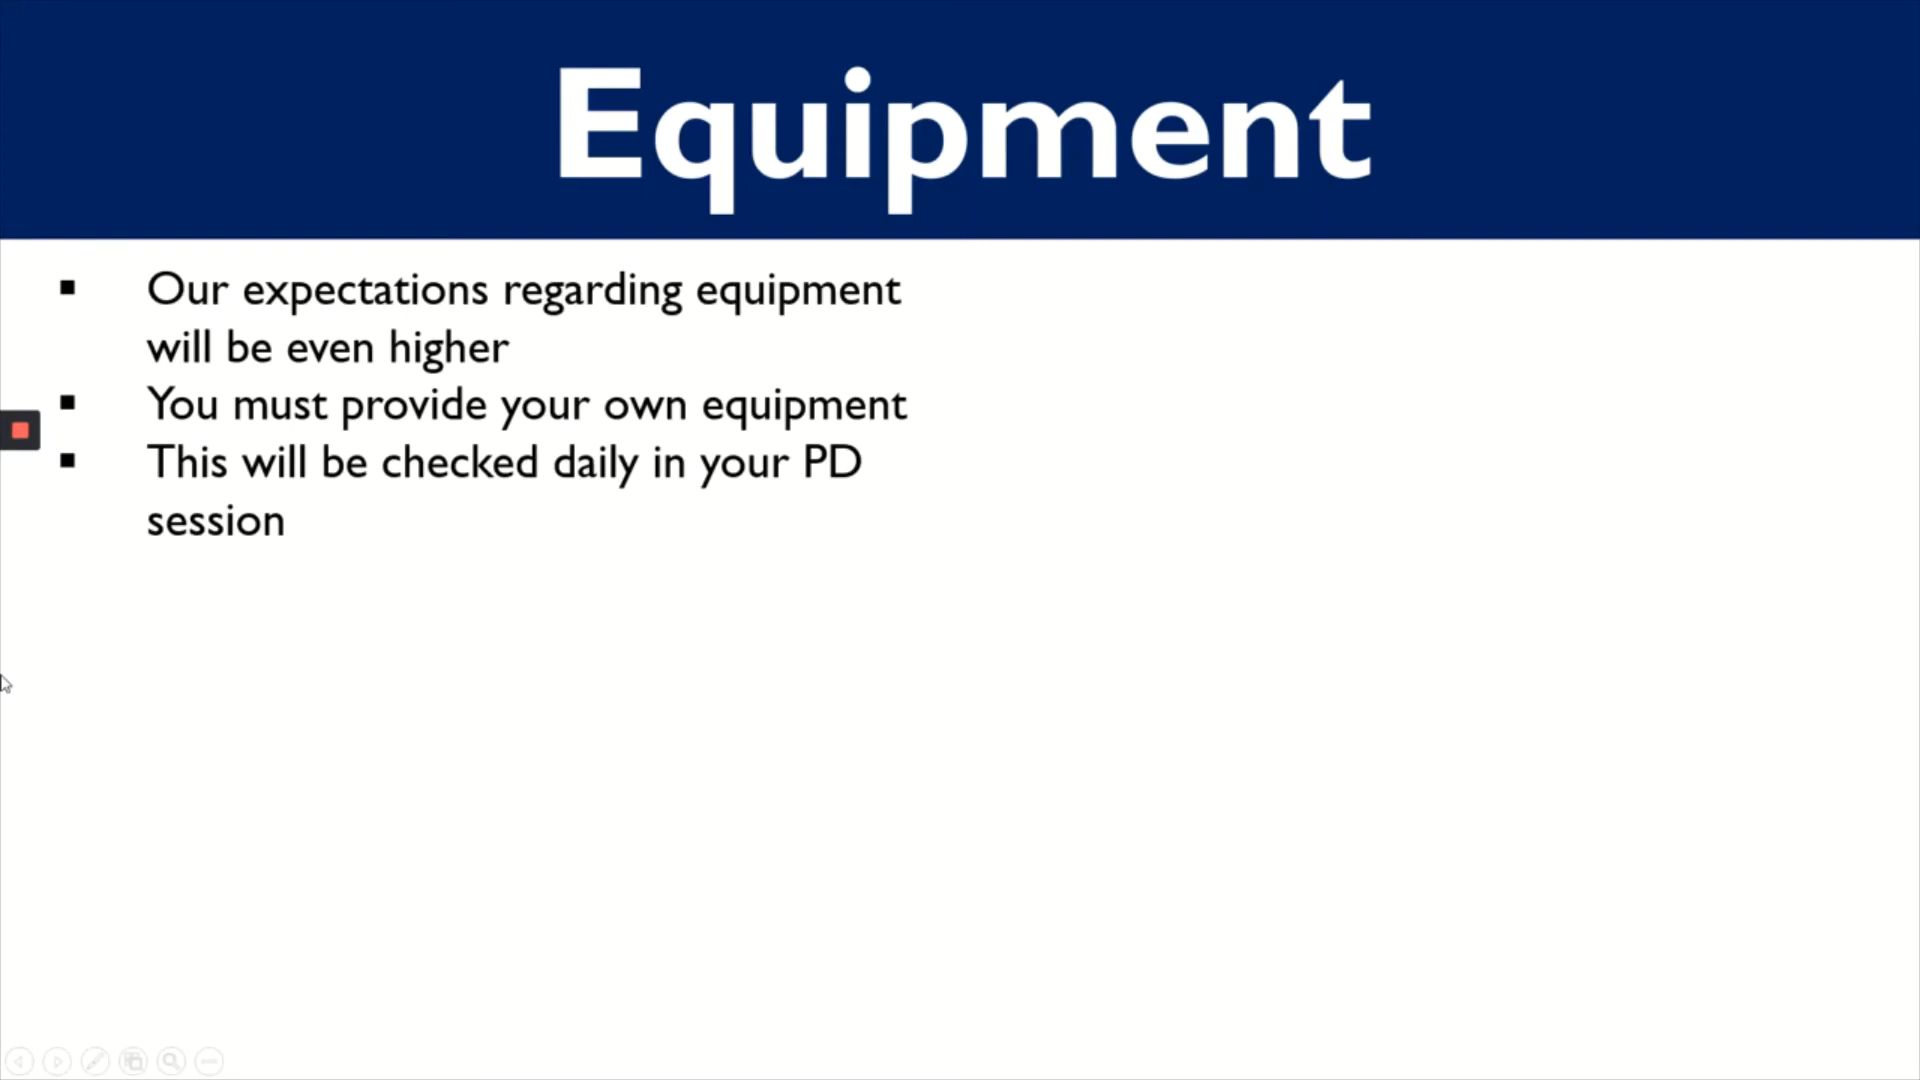 Equipment
▪ Our expectations regarding equipment
will be even higher
▪ You must provide your own equipment
▪ This will be checked daily in your PD
session